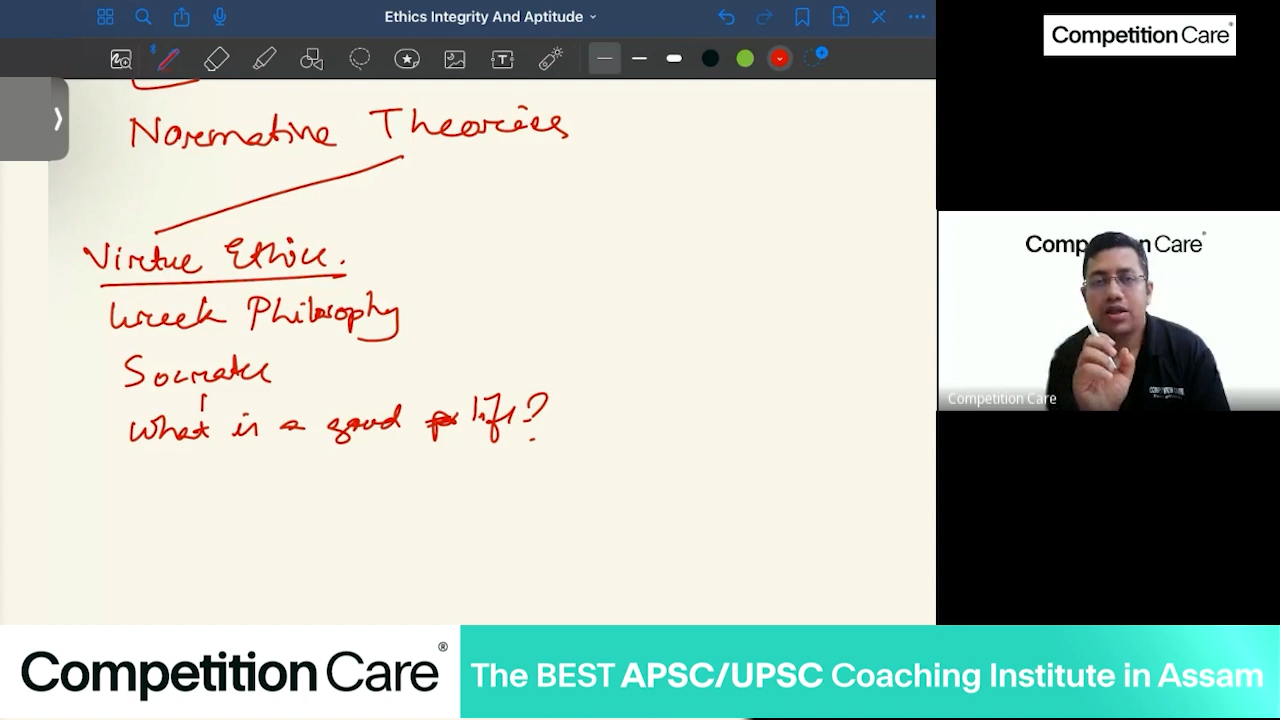 Ethics Integrity And Aptitude
Competition Care®
Normative Theories
Virtue Ethics.
Greek Philosophy
Socrates
What is a good life?
Competition Care®
Competition Care
Competition Care®
The BEST APSC/UPSC Coaching Institute in Assam